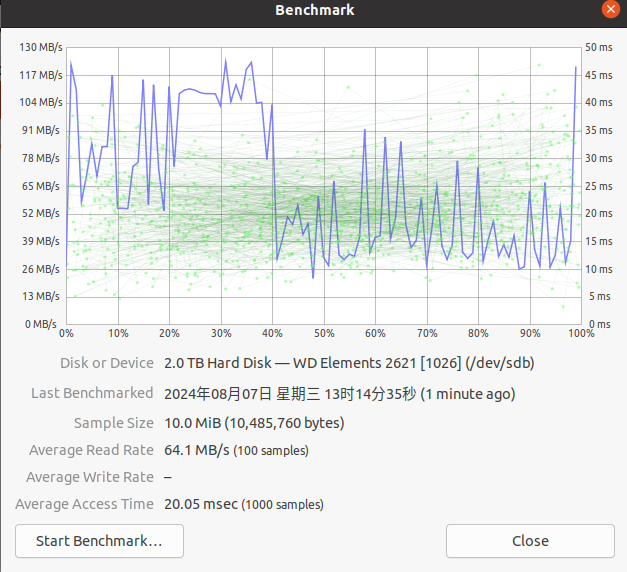 Benchmark
130 MB/s
50 ms
117 MB/s
45 ms
104 MB/s
40 ms
91 MB/s
35 ms
78 MB/s
30 ms
65 MB/s
25 ms
52 MB/s
20 ms
39 MB/s
15 ms
26 MB/s
10 ms
13 MB/s
5 ms
0 MB/s
0 ms
0% 10% 20% 30% 40% 50% 60% 70% 80% 90% 100%
Disk or Device 2.0 TB Hard Disk — WD Elements 2621 [1026] (/dev/sdb)
Last Benchmarked 2024年08月07日 星期三 13时14分35秒 (1 minute ago)
Sample Size 10.0 MiB (10,485,760 bytes)
Average Read Rate 64.1 MB/s (100 samples)
Average Write Rate –
Average Access Time 20.05 msec (1000 samples)
Start Benchmark… Close